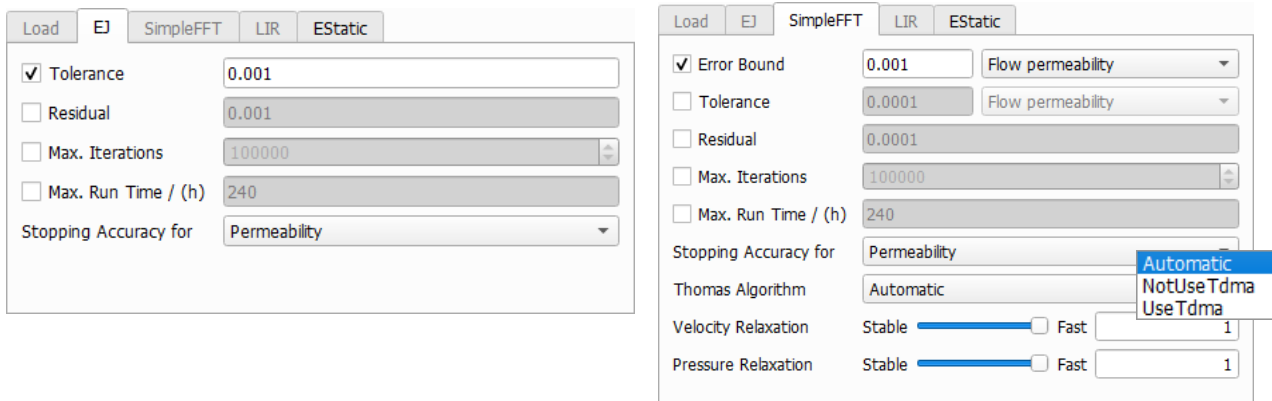 Load EJ SimpleFFT LIR EStatic
Tolerance 0.001
Residual 0.001
Max. Iterations 100000
Max. Run Time / (h) 240
Stopping Accuracy for Permeability
Load EJ SimpleFFT LIR EStatic
Error Bound 0.001 Flow permeability
Tolerance 0.0001 Flow permeability
Residual 0.0001
Max. Iterations 100000
Max. Run Time / (h) 240
Stopping Accuracy for Permeability
Thomas Algorithm Automatic
Automatic
NotUseTdma
UseTdma
Velocity Relaxation Stable Fast 1
Pressure Relaxation Stable Fast 1